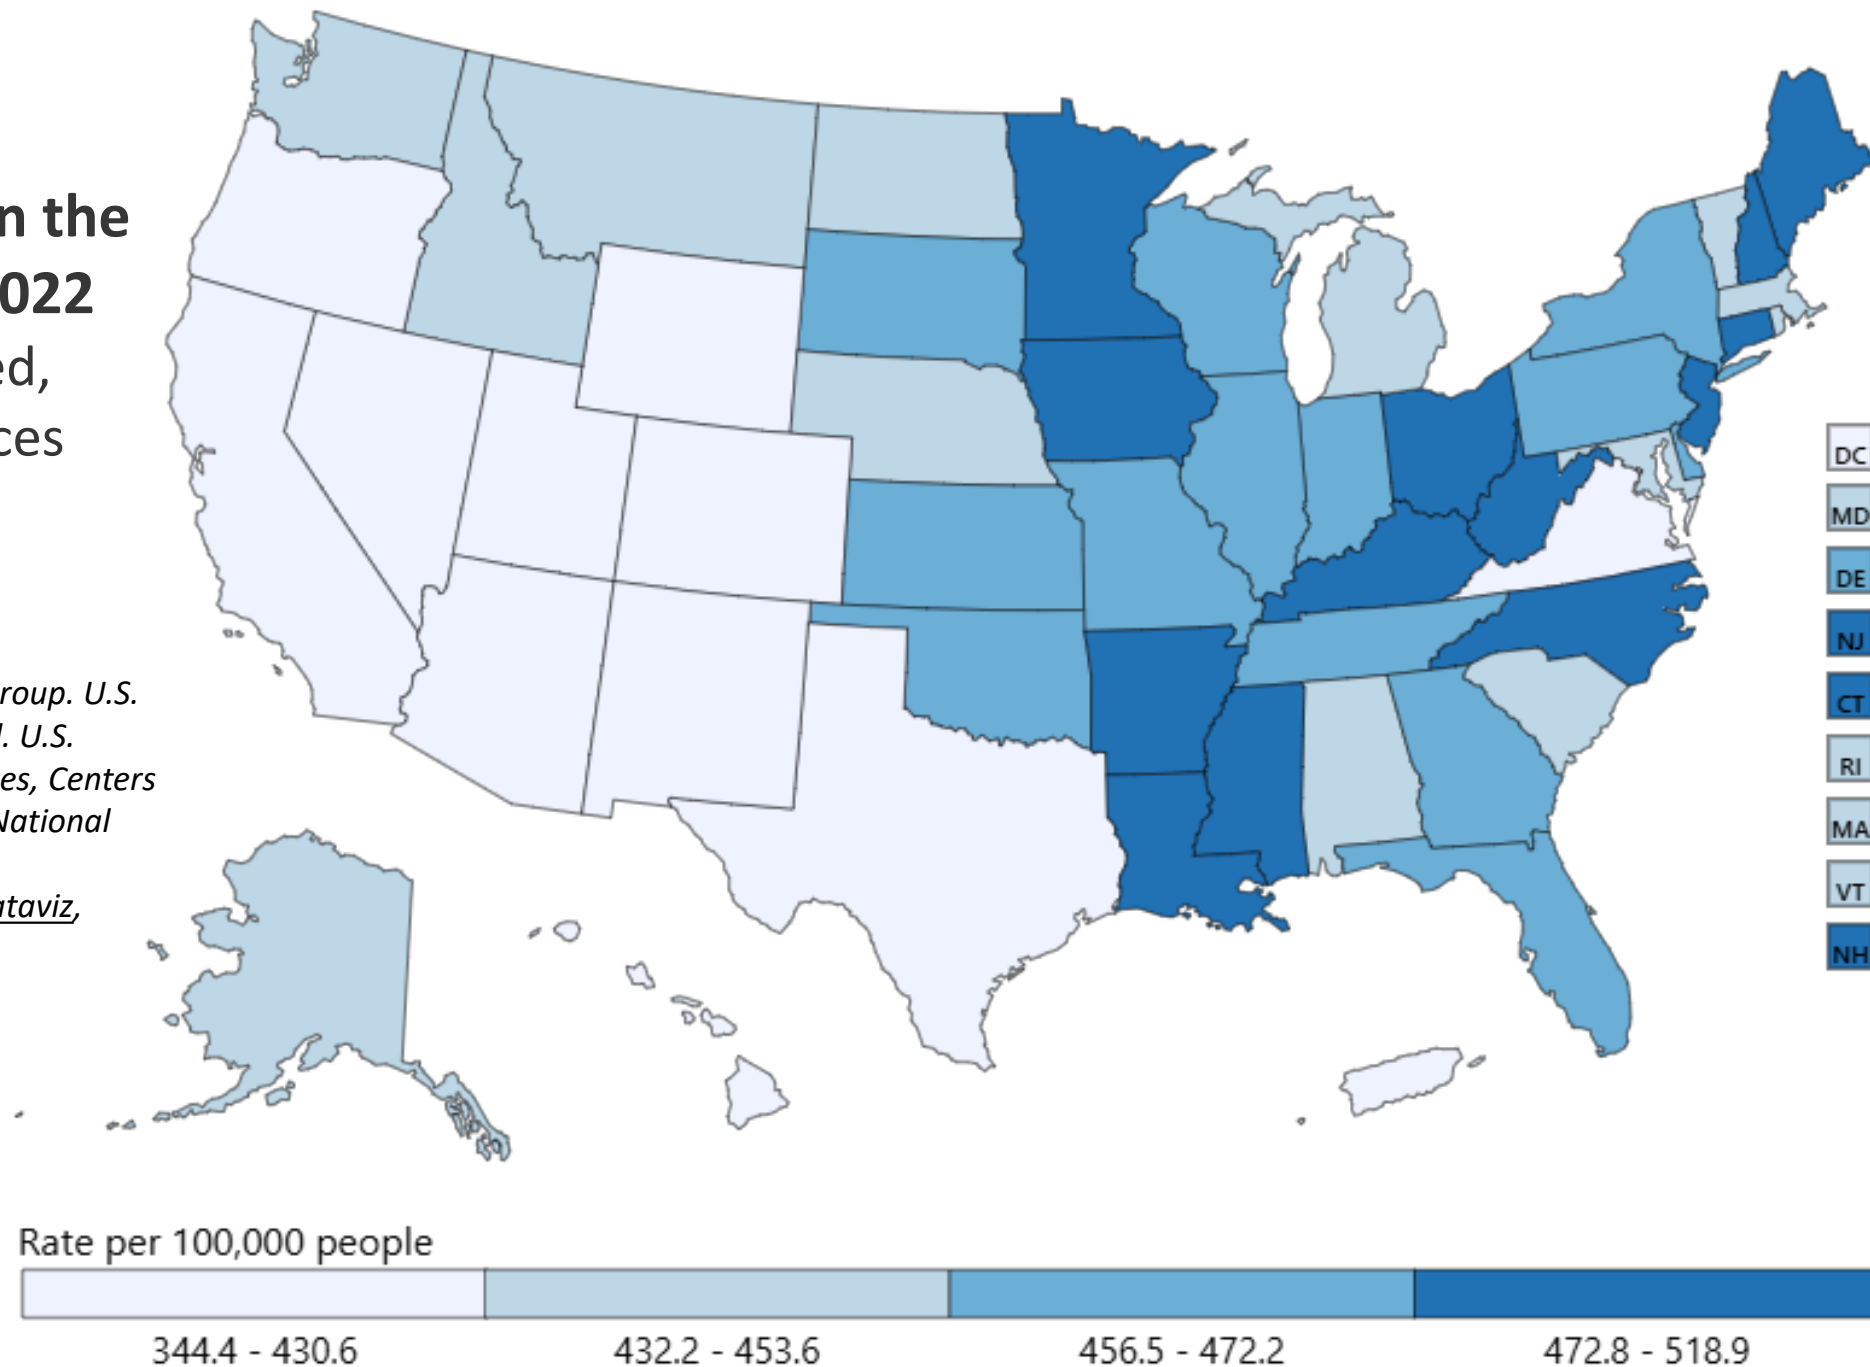 n the
022
ed,
ces
roup. U.S.
. U.S.
es, Centers
National
ataviz,
DC
MD
DE
NJ
CT
RI
MA
VT
NH
Rate per 100,000 people
344.4 - 430.6
432.2 - 453.6
456.5 - 472.2
472.8 - 518.9